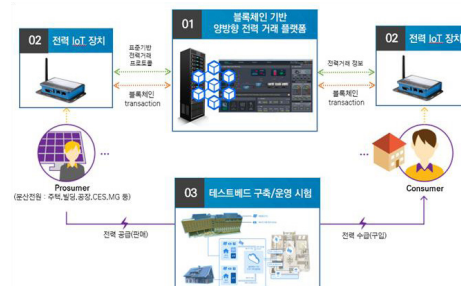 01 블록체인 기반
양방향 전력 거래 플랫폼
02 전력 IoT 장치
표준기반
전력거래
프로토콜
블록체인
transaction
전력거래 정보
블록체인
transaction
02 전력 IoT 장치
...
Prosumer
(분산전원 : 주택,빌딩,공장,CES,MG 등)
...
Consumer
03 테스트베드 구축/운영 시험
전력 공급(판매)
전력 수급(구입)